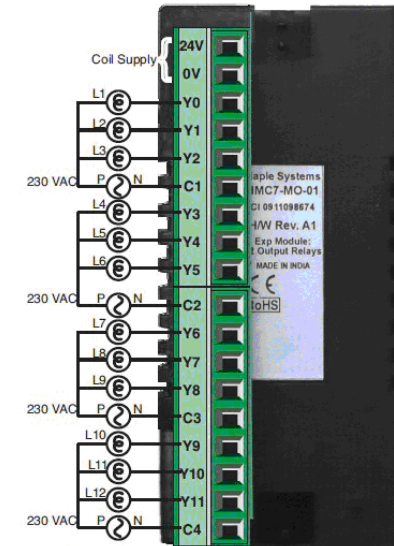 24V
Coil Supply
0V
L1 Y0
L2 Y1
L3 Y2
230 VAC P N C1
L4 Y3
L5 Y4
L6 Y5
230 VAC P N C2
L7 Y6
L8 Y7
L9 Y8
230 VAC P N C3
L10 Y9
L11 Y10
L12 Y11
230 VAC P N C4
aple Systems
MC7-MO-01
CI 0911098674
H/W Rev. A1
Exp Module:
t Output Relays
MADE IN INDIA
CE
RoHS